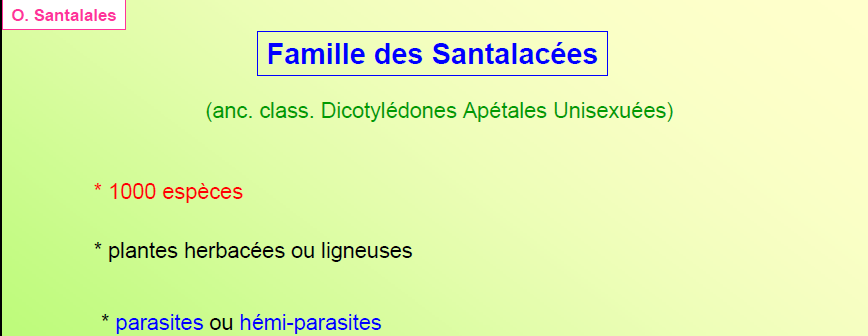 O. Santalales
Famille des Santalacées
(anc. class. Dicotylédones Apétales Unisexuées)
* 1000 espèces
* plantes herbacées ou ligneuses
* parasites ou hémi-parasites